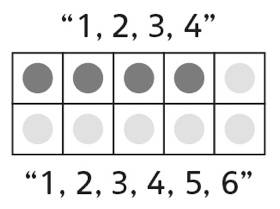 “1, 2, 3, 4”
“1, 2, 3, 4, 5, 6”